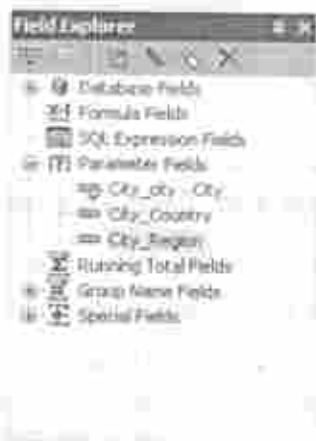 Field Explorer
Database Fields
Formula Fields
SQL Expression Fields
Parameter Fields
City_city - City
City_Country
City_Region
Running Total Fields
Group Name Fields
Special Fields